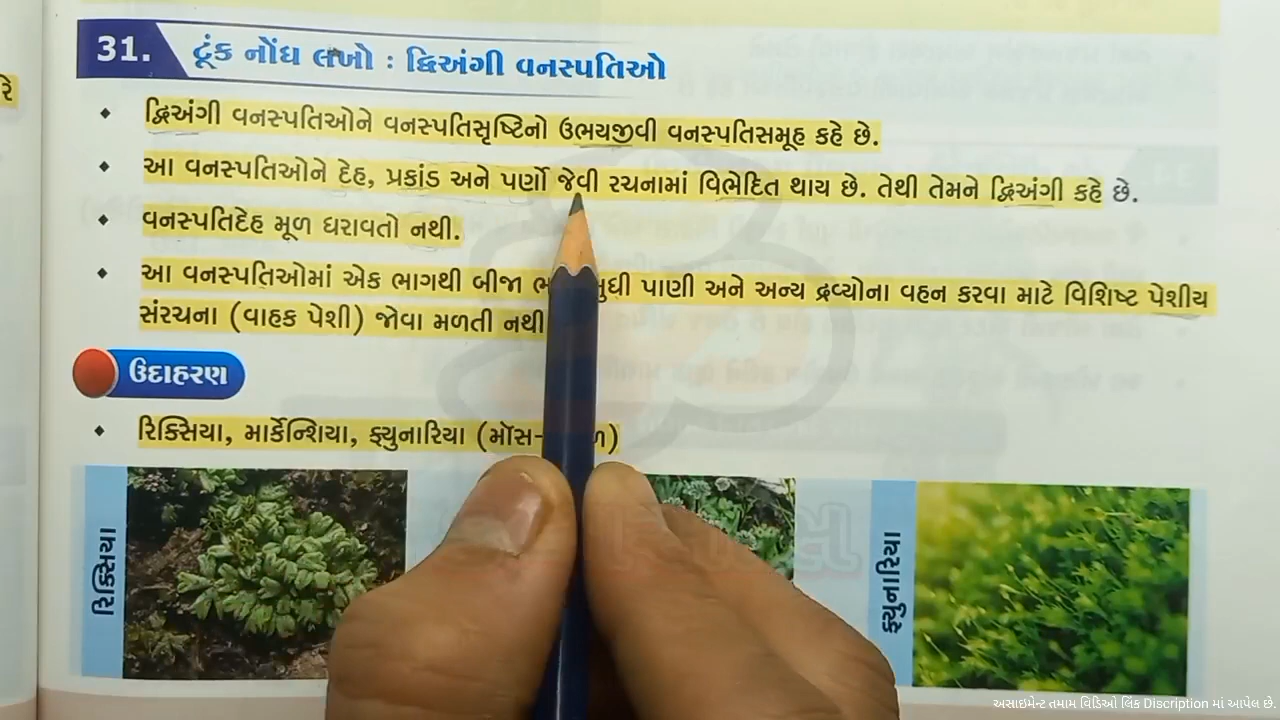 31. ટૂંક નોંધ લખો : દ્વિઅંગી વનસ્પતિઓ
દ્વિઅંગી વનસ્પતિઓને વનસ્પતિસૃષ્ટિનો ઉભયજીવી વનસ્પતિસમૂહ કહે છે.
આ વનસ્પતિઓને દેહ, પ્રકાંડ અને પર્ણો જેવી રચનામાં વિભેદિત થાય છે. તેથી તેમને દ્વિઅંગી કહે છે.
વનસ્પતિદેહ મૂળ ધરાવતો નથી.
આ વનસ્પતિઓમાં એક ભાગથી બીજા પાણી અને અન્ય દ્રવ્યોના વહન કરવા માટે વિશિષ્ટ પેશીય
સંરચના (વાહક પેશી) જોવા મળતી નથી
ઉદાહરણ
રિક્સિયા, માર્કેન્શિયા, ફ્યુનારિયા (મૉસ-
રિક્સિયા
ફ્યુનારિયા
અસાઇમેન્ટ તમામ વિડિઓ લિંક Discription માં આપેલ છે.